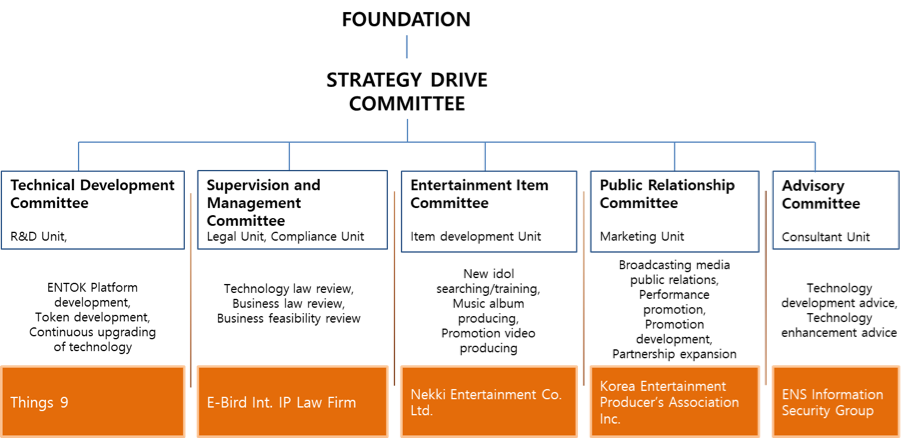 FOUNDATION
STRATEGY DRIVE
COMMITTEE
Technical Development
Committee
R&D Unit,
Supervision and
Management
Committee
Legal Unit, Compliance Unit
Entertainment Item
Committee
Item development Unit
Public Relationship
Committee
Marketing Unit
Advisory
Committee
Consultant Unit
ENTOK Platform
development,
Token development,
Continuous upgrading
of technology
Technology law review,
Business law review,
Business feasibility review
New idol
searching/training,
Music album
producing,
Promotion video
producing
Broadcasting media
public relations,
Performance
promotion,
Promotion
development,
Partnership expansion
Technology
development advice,
Technology
enhancement advice
Things 9
E-Bird Int. IP Law Firm
Nekki Entertainment Co.
Ltd.
Korea Entertainment
Producer's Association
Inc.
ENS Information
Security Group